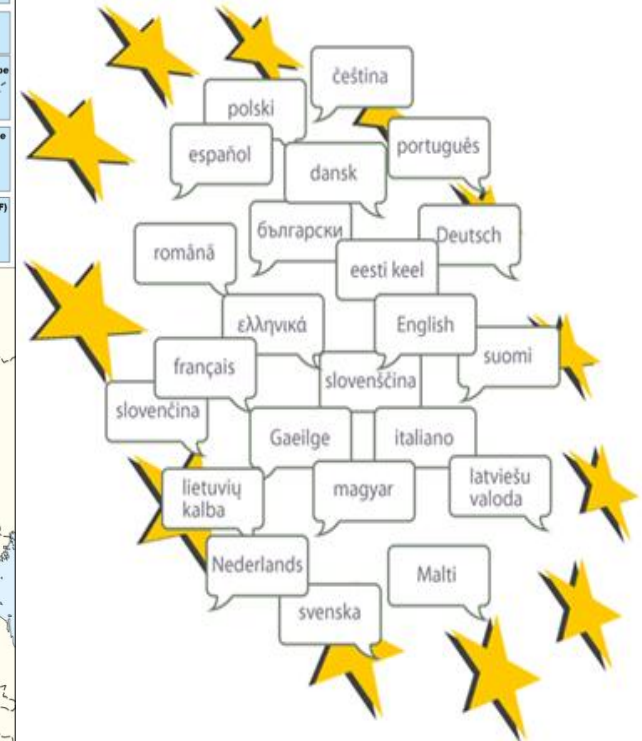 čeština
polski
español
dansk
português
български
Deutsch
română
eesti keel
ελληνικά
English
français
slovenščina
suomi
slovenčina
Gaeilge
italiano
lietuvių
kalba
magyar
latviešu
valoda
Nederlands
Malti
svenska